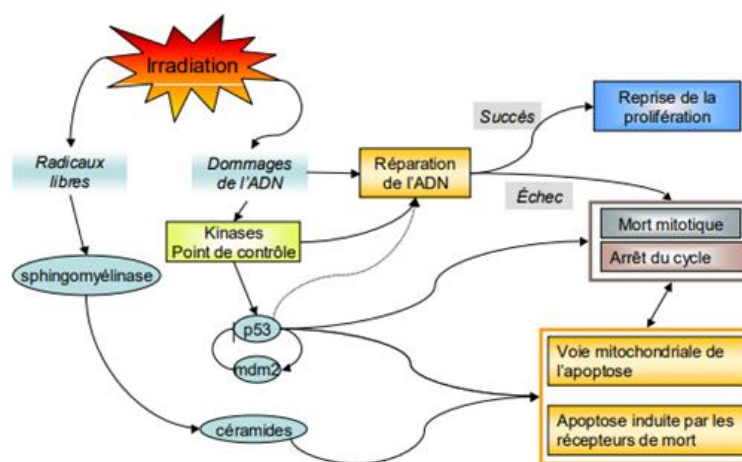 Irradiation
Radicaux
libres
Dommages
de l'ADN
Réparation
de l'ADN
Succès
Reprise de la
prolifération
Échec
Kinases
Point de contrôle
Mort mitotique
Arrêt du cycle
sphingomyélinase
p53
mdm2
Voie mitochondriale de
l'apoptose
céramides
Apoptose induite par les
récepteurs de mort